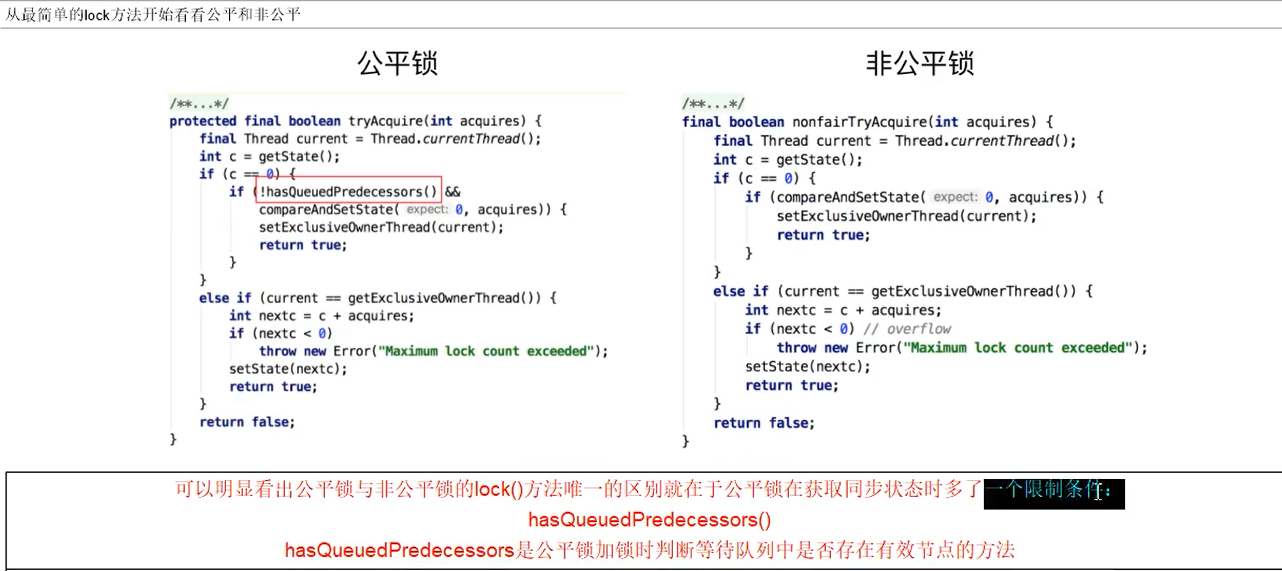 从最简单的lock方法开始看看公平和非公平
公平锁
/**...*/
protected final boolean tryAcquire(int acquires) {
final Thread current = Thread.currentThread();
int c = getState();
if (c == 0) {
if (!hasQueuedPredecessors() &&
compareAndSetState( expect: 0, acquires)) {
setExclusiveOwnerThread(current);
return true;
}
}
else if (current == getExclusiveOwnerThread()) {
int nextc = c + acquires;
if (nextc < 0)
throw new Error("Maximum lock count exceeded");
setState(nextc);
return true;
}
return false;
}
非公平锁
/**...*/
final boolean nonfairTryAcquire(int acquires) {
final Thread current = Thread.currentThread();
int c = getState();
if (c == 0) {
if (compareAndSetState( expect: 0, acquires)) {
setExclusiveOwnerThread(current);
return true;
}
}
else if (current == getExclusiveOwnerThread()) {
int nextc = c + acquires;
if (nextc < 0) // overflow
throw new Error("Maximum lock count exceeded");
setState(nextc);
return true;
}
return false;
}
可以明显看出公平锁与非公平锁的lock()方法唯一的区别就在于公平锁在获取同步状态时多了一个限制条件：
hasQueuedPredecessors()
hasQueuedPredecessors是公平锁加锁时判断等待队列中是否存在有效节点的方法